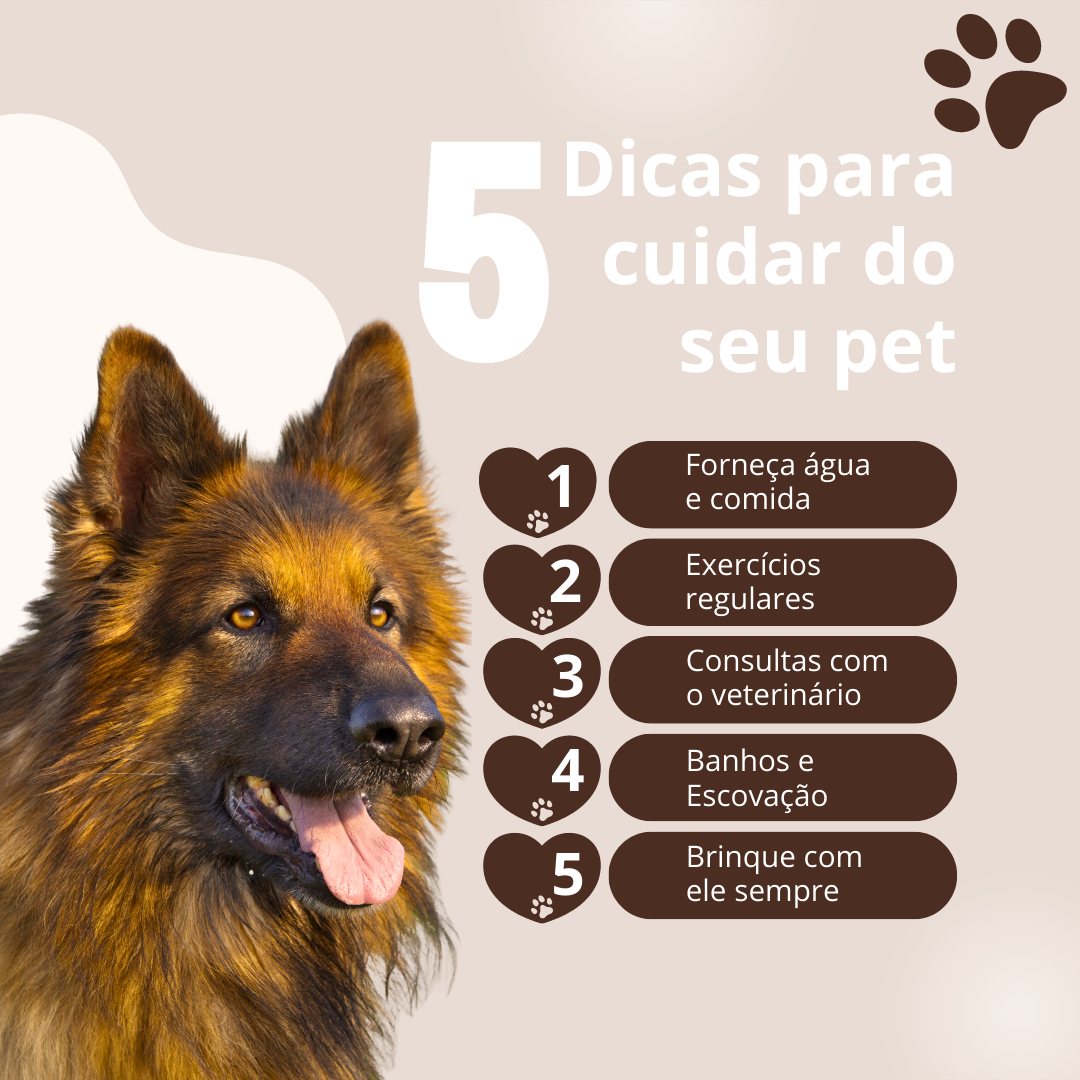 5
Dicas para
cuidar do
seu pet
1
Forneça água
e comida
2
Exercícios
regulares
3
Consultas com
o veterinário
4
Banhos e
Escovação
5
Brinque com
ele sempre